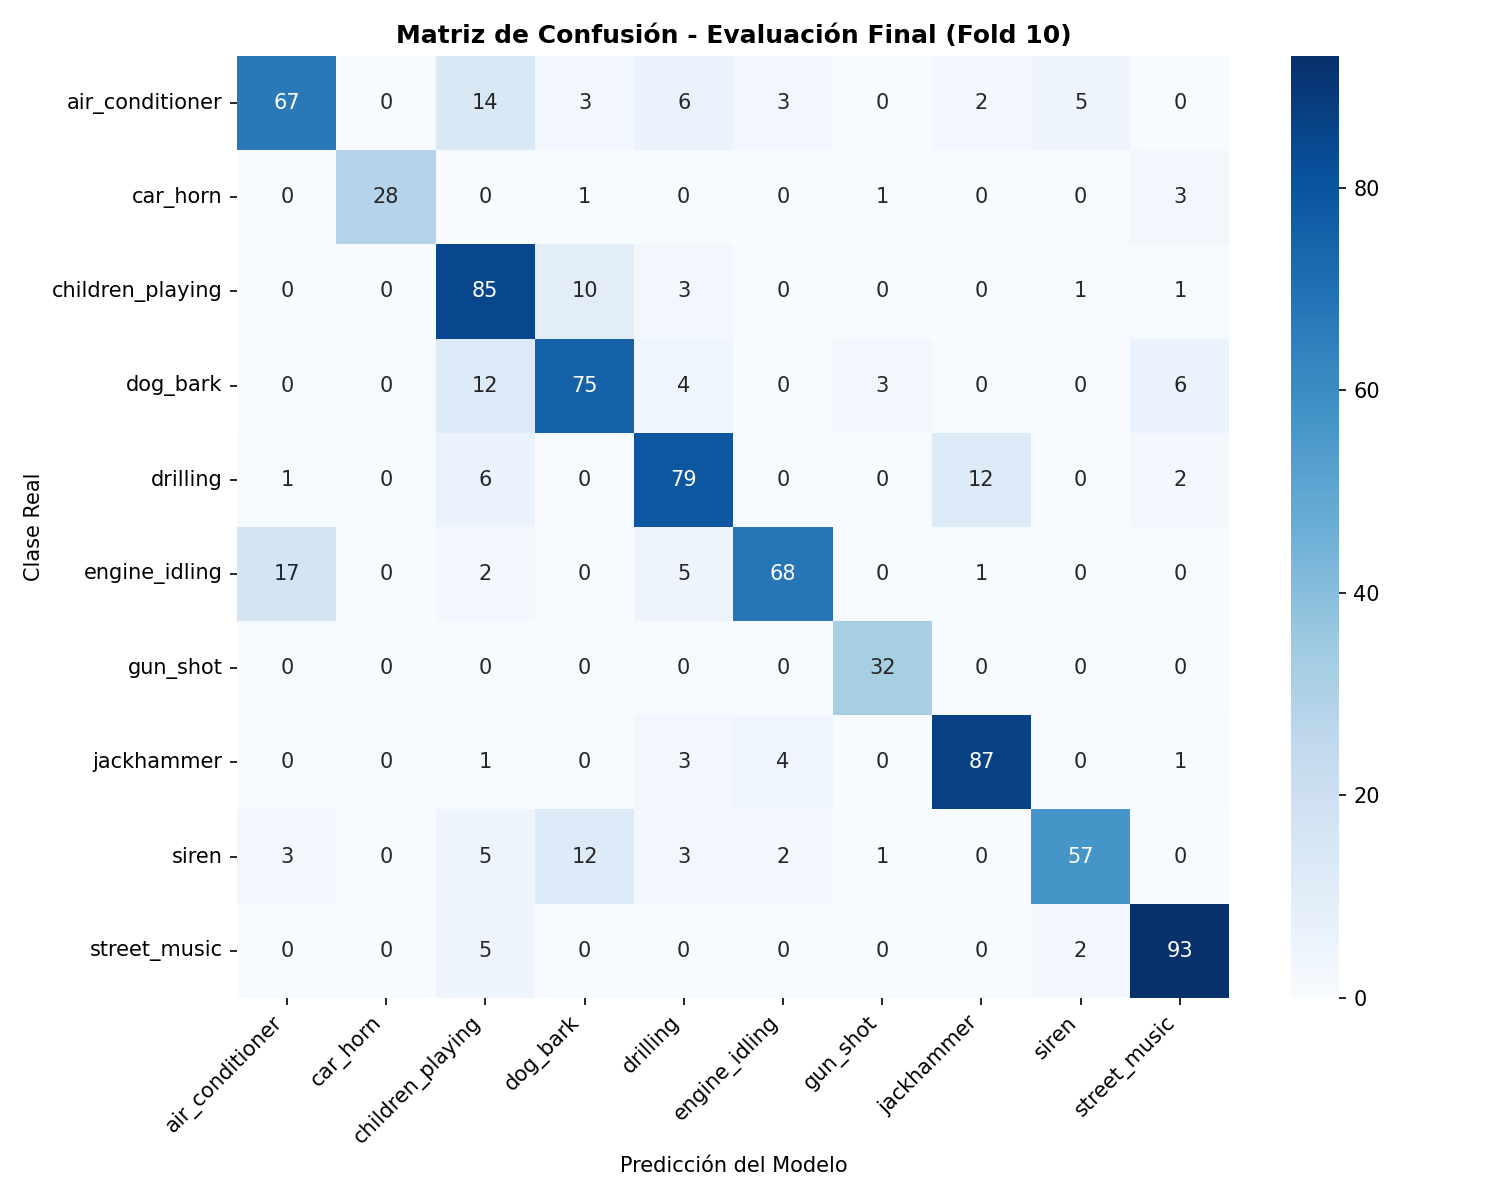 Matriz de Confusión - Evaluación Final (Fold 10)
Clase Real
air_conditioner 67 0 14 3 6 3 0 2 5 0
car_horn 0 28 0 1 0 0 1 0 0 3
children_playing 0 0 85 10 3 0 0 0 1 1
dog_bark 0 0 12 75 4 0 3 0 0 6
drilling 1 0 6 0 79 0 0 12 0 2
engine_idling 17 0 2 0 5 68 0 1 0 0
gun_shot 0 0 0 0 0 0 32 0 0 0
jackhammer 0 0 1 0 3 4 0 87 0 1
siren 3 0 5 12 3 2 1 0 57 0
street_music 0 0 5 0 0 0 0 0 2 93
air_conditioner car_horn children_playing dog_bark drilling engine_idling gun_shot jackhammer siren street_music
Predicción del Modelo
80
60
40
20
0